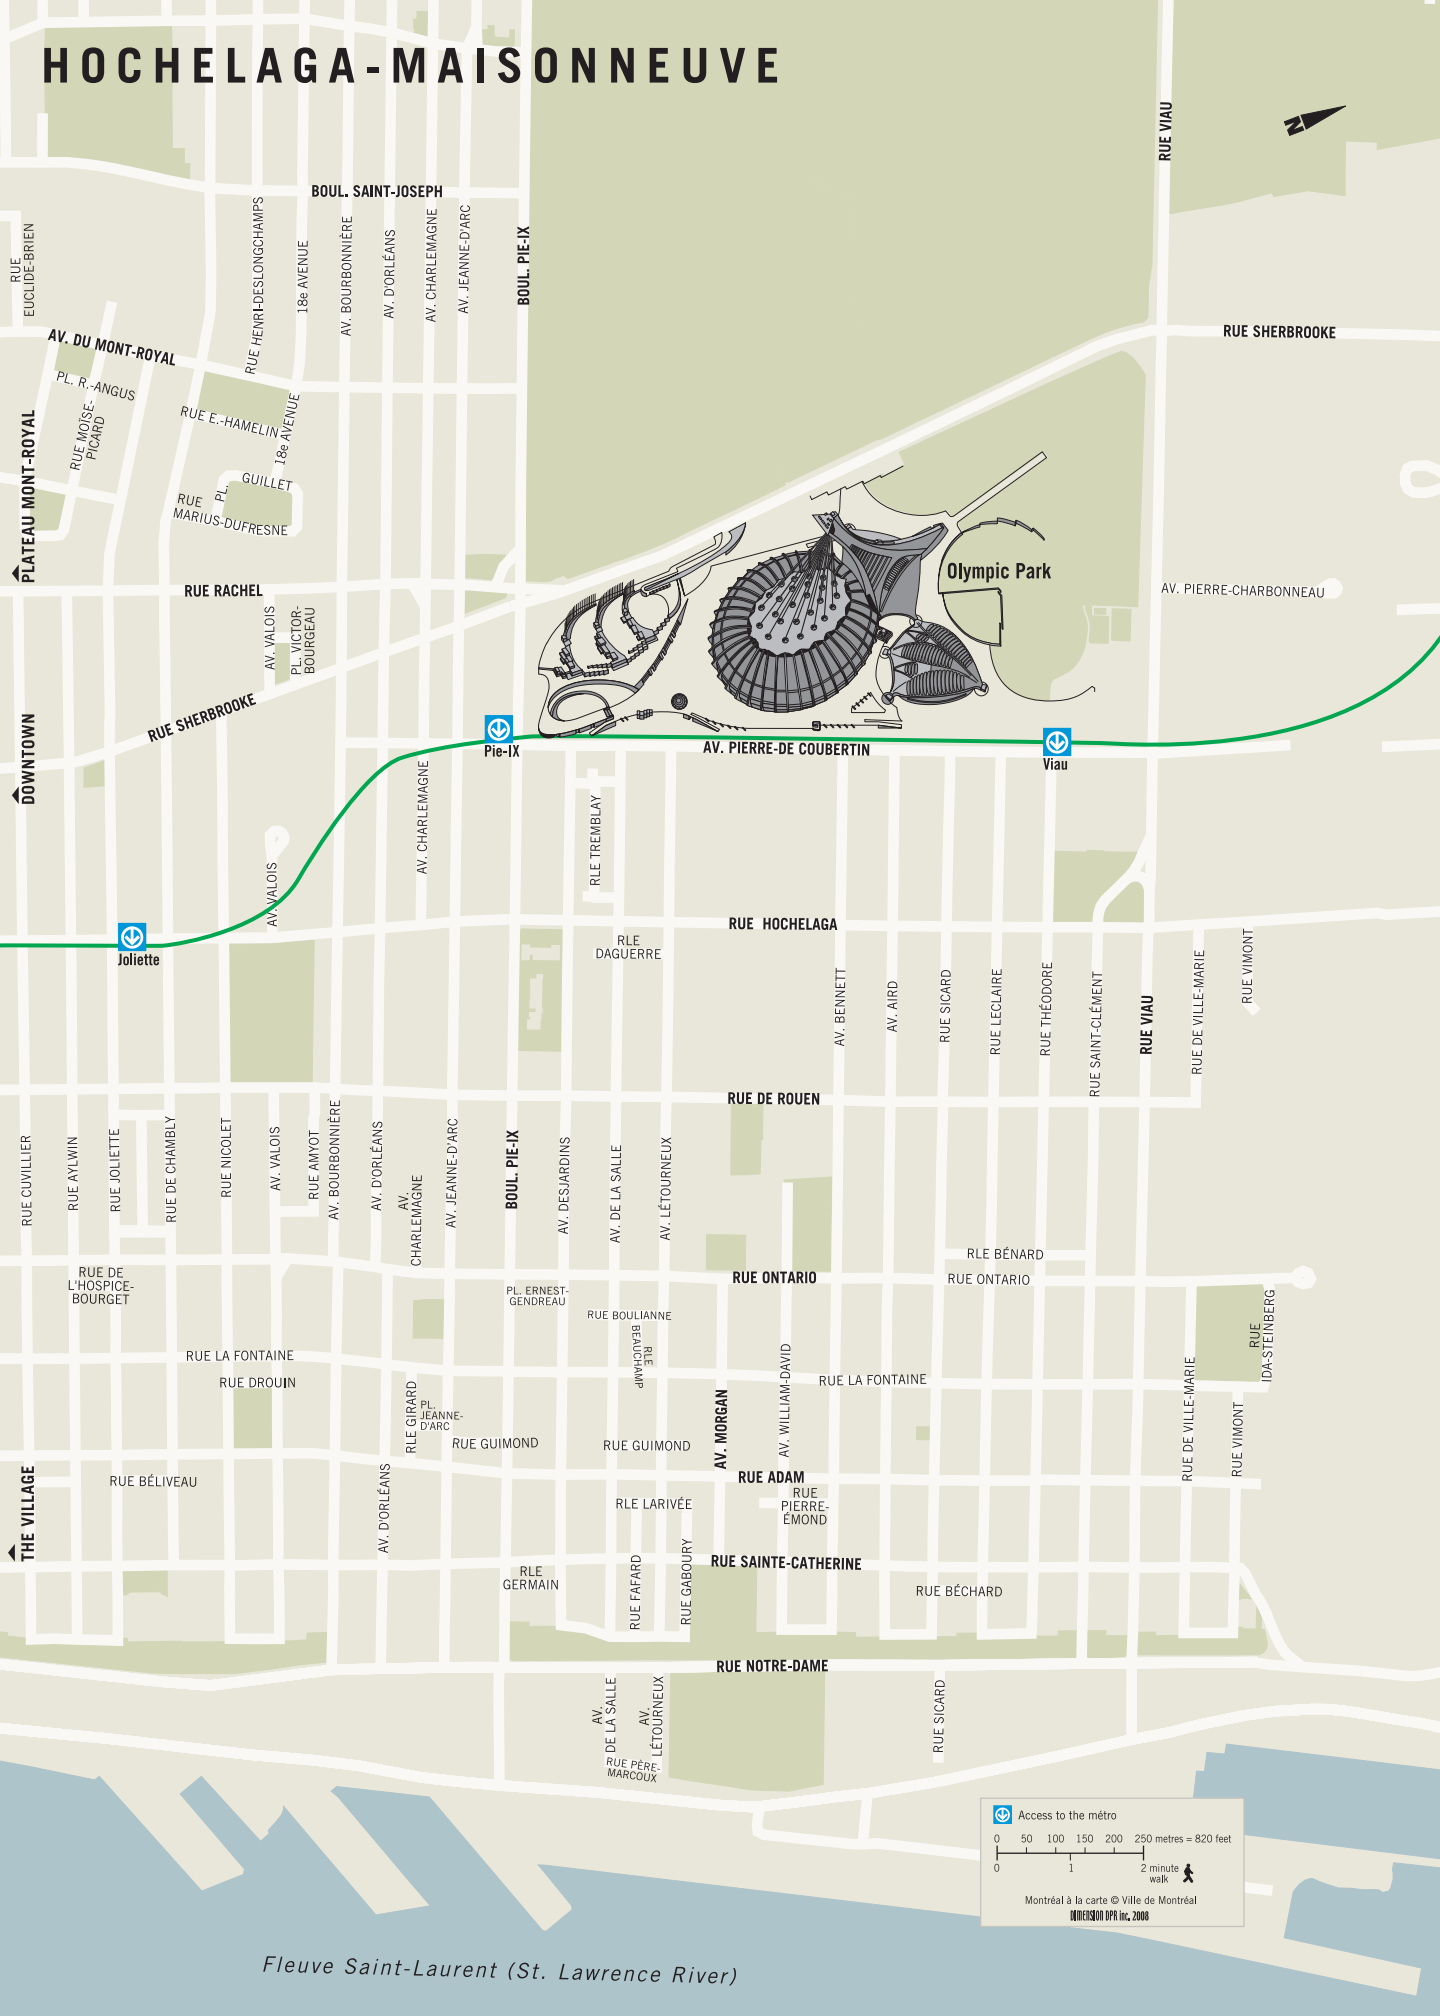 HOCHELAGA-MAISONNEUVE
N
RUE VIAU
BOUL. SAINT-JOSEPH
RUE
EUCLIDE-BRIEN
RUE HENRI-DESLONGCHAMPS
18e AVENUE
AV. BOURBONNIÈRE
AV. D'ORLÉANS
AV. CHARLEMAGNE
AV. JEANNE-D'ARC
BOUL. PIE-IX
AV. DU MONT-ROYAL
RUE SHERBROOKE
PL. R.-ANGUS
RUE MOÏSE-
PICARD
RUE E.-HAMELIN
18e AVENUE
PLATEAU MONT-ROYAL
PL.
GUILLET
RUE
MARIUS-DUFRESNE
RUE RACHEL
Olympic Park
AV. PIERRE-CHARBONNEAU
AV. VALOIS
PL. VICTOR-
BOURGEAU
RUE SHERBROOKE
DOWNTOWN
Pie-IX
AV. PIERRE-DE COUBERTIN
Viau
AV. CHARLEMAGNE
RLE TREMBLAY
AV. VALOIS
RUE HOCHELAGA
Joliette
RLE
DAGUERRE
AV. BENNETT
AV. AIRD
RUE SICARD
RUE LECLAIRE
RUE THÉODORE
RUE SAINT-CLÉMENT
RUE VIAU
RUE DE VILLE-MARIE
RUE VIMONT
RUE DE ROUEN
RUE CUVILLIER
RUE AYLWIN
RUE JOLIETTE
RUE DE CHAMBLY
RUE NICOLET
AV. VALOIS
RUE AMYOT
AV. BOURBONNIÈRE
AV. D'ORLÉANS
AV.
CHARLEMAGNE
AV. JEANNE-D'ARC
BOUL. PIE-IX
AV. DESJARDINS
AV. DE LA SALLE
AV. LÉTOURNEUX
RLE BÉNARD
RUE DE
L'HOSPICE-
BOURGET
RUE ONTARIO
RUE ONTARIO
PL. ERNEST-
GENDREAU
RUE BOULIANNE
RLE
BEAUCHAMP
RUE
IDA-STEINBERG
RUE LA FONTAINE
RUE DROUIN
RUE LA FONTAINE
RLE GIRARD
PL.
JEANNE-
D'ARC
AV. MORGAN
AV. WILLIAM-DAVID
RUE DE VILLE-MARIE
RUE VIMONT
RUE GUIMOND
RUE GUIMOND
RUE BÉLIVEAU
RUE ADAM
THE VILLAGE
AV. D'ORLÉANS
RLE LARIVÉE
RUE
PIERRE-
ÉMOND
RUE SAINTE-CATHERINE
RLE
GERMAIN
RUE FAFARD
RUE GABOURY
RUE BÉCHARD
RUE NOTRE-DAME
AV.
DE LA SALLE
AV.
LÉTOURNEUX
RUE SICARD
RUE PÈRE-
MARCOUX
Access to the métro
0 50 100 150 200 250 metres = 820 feet
0 1 2 minute
walk
Montréal à la carte © Ville de Montréal
DIMENSION DPR inc. 2008
Fleuve Saint-Laurent (St. Lawrence River)